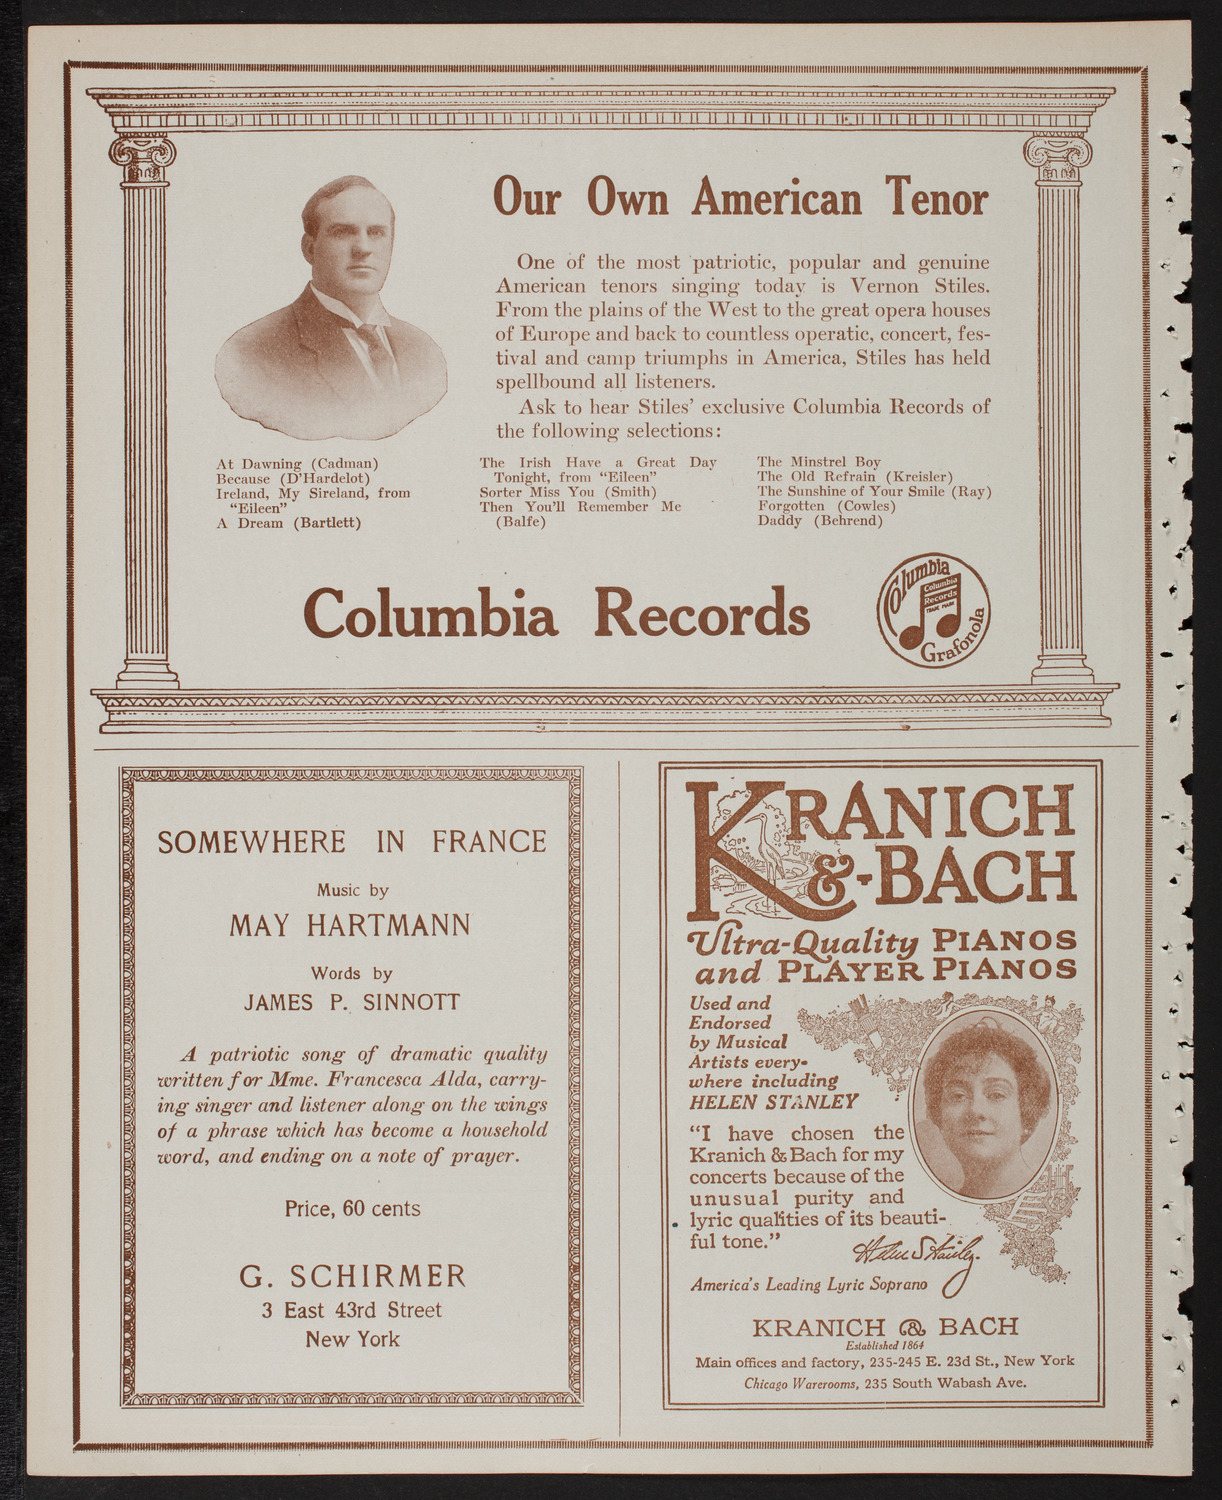 Our Own American Tenor
One of the most patriotic, popular and genuine
American tenors singing today is Vernon Stiles.
From the plains of the West to the great opera houses
of Europe and back to countless operatic, concert, fes-
tival and camp triumphs in America, Stiles has held
spellbound all listeners.
Ask to hear Stiles' exclusive Columbia Records of
the following selections:
At Dawning (Cadman)
Because (D'Hardelot)
Ireland, My Sireland, from
"Eileen"
A Dream (Bartlett)
The Irish Have a Great Day
Tonight, from "Eileen"
Sorter Miss You (Smith)
Then You'll Remember Me
(Balfe)
The Minstrel Boy
The Old Refrain (Kreisler)
The Sunshine of Your Smile (Ray)
Forgotten (Cowles)
Daddy (Behrend)
Columbia Records
Columbia
Columbia
Records
TRADE MARK
Grafonola
SOMEWHERE IN FRANCE
Music by
MAY HARTMANN
Words by
JAMES P. SINNOTT
A patriotic song of dramatic quality
written for Mme. Francesca Alda, carry-
ing singer and listener along on the wings
of a phrase which has become a household
word, and ending on a note of prayer.
Price, 60 cents
G. SCHIRMER
3 East 43rd Street
New York
KRANICH
&-BACH
Ultra-Quality PIANOS
and PLAYER PIANOS
Used and
Endorsed
by Musical
Artists every-
where including
HELEN STANLEY
"I have chosen the
Kranich & Bach for my
concerts because of the
unusual purity and
lyric qualities of its beauti-
ful tone."
Helen Stanley.
America's Leading Lyric Soprano
KRANICH & BACH
Established 1864
Main offices and factory, 235-245 E. 23d St., New York
Chicago Warerooms, 235 South Wabash Ave.